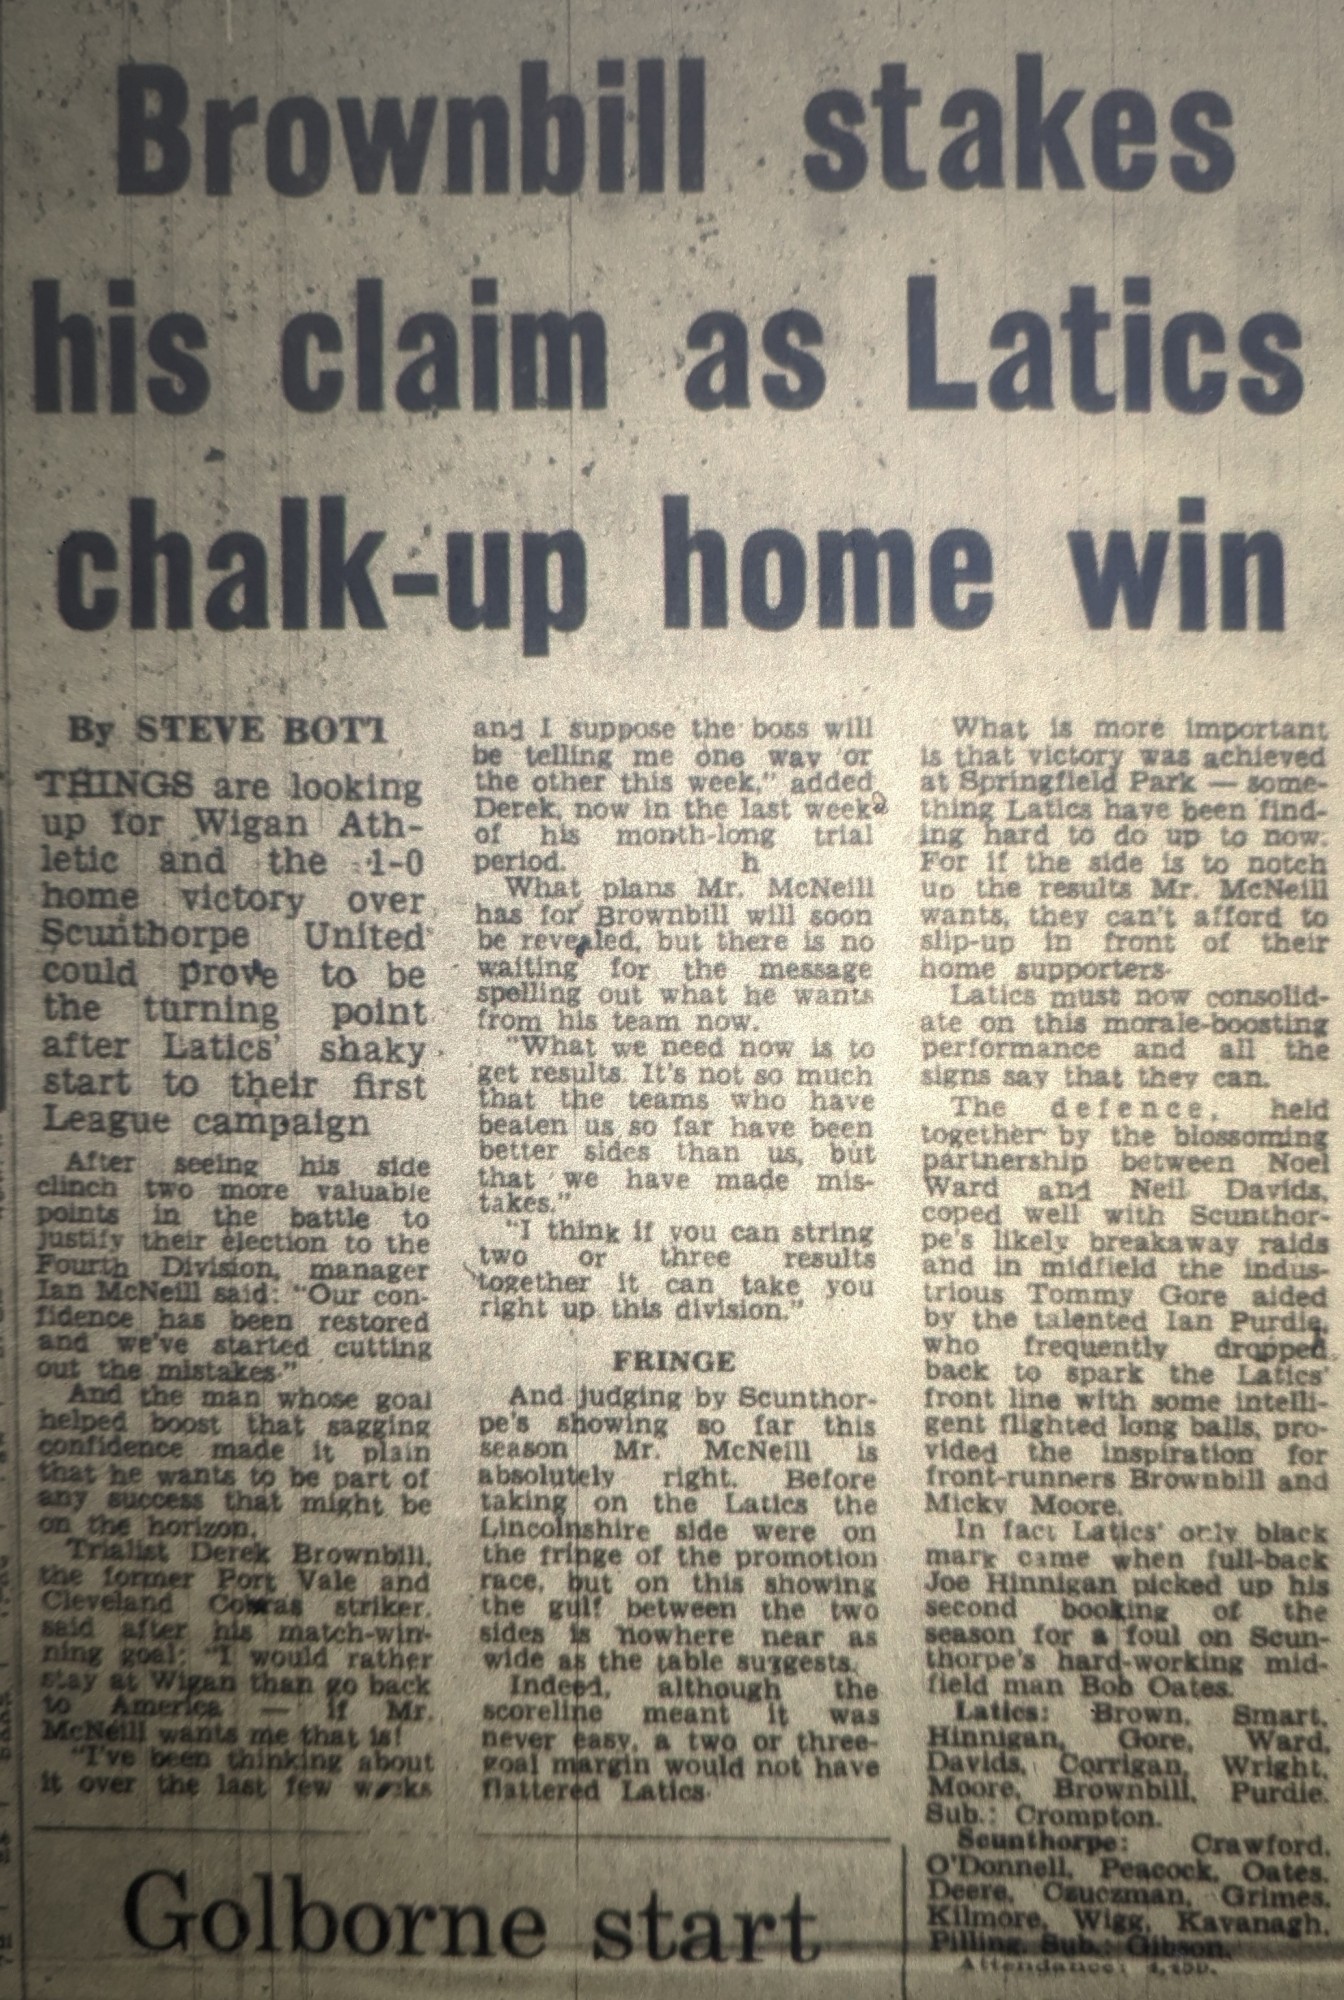 Brownbill stakes
his claim as Latics
chalk-up home win
By STEVE BOTT
THINGS are looking
up for Wigan Ath-
letic and the 1-0
home victory over
Scunthorpe United
could prove to be
the turning point
after Latics' shaky
start to their first
League campaign
After seeing his side
clinch two more valuable
points in the battle to
justify their election to the
Fourth Division, manager
Ian McNeill said: "Our con-
fidence has been restored
and we've started cutting
out the mistakes."
And the man whose goal
helped boost that sagging
confidence made it plain
that he wants to be part of
any success that might be
on the horizon.
Trialist Derek Brownbill,
the former Port Vale and
Cleveland Cobras striker,
said after his match-win-
ning goal: "I would rather
stay at Wigan than go back
to America — if Mr.
McNeill wants me that is!
"I've been thinking about
it over the last few weeks
and I suppose the boss will
be telling me one way or
the other this week," added
Derek, now in the last week
of his month-long trial
period. h
What plans Mr. McNeill
has for Brownbill will soon
be revealed, but there is no
waiting for the message
spelling out what he wants
from his team now.
"What we need now is to
get results. It's not so much
that the teams who have
beaten us so far have been
better sides than us, but
that we have made mis-
takes."
"I think if you can string
two or three results
together it can take you
right up this division."
FRINGE
And judging by Scunthor-
pe's showing so far this
season Mr. McNeill is
absolutely right. Before
taking on the Latics the
Lincolnshire side were on
the fringe of the promotion
race, but on this showing
the gulf between the two
sides is nowhere near as
wide as the table suggests.
Indeed, although the
scoreline meant it was
never easy, a two or three-
goal margin would not have
flattered Latics.
What is more important
is that victory was achieved
at Springfield Park — some-
thing Latics have been find-
ing hard to do up to now.
For if the side is to notch
up the results Mr. McNeill
wants, they can't afford to
slip-up in front of their
home supporters.
Latics must now consolid-
ate on this morale-boosting
performance and all the
signs say that they can.
The defence, held
together by the blossoming
partnership between Noel
Ward and Neil Davids,
coped well with Scunthor-
pe's likely breakaway raids
and in midfield the indus-
trious Tommy Gore aided
by the talented Ian Purdie,
who frequently dropped
back to spark the Latics'
front line with some intelli-
gent flighted long balls, pro-
vided the inspiration for
front-runners Brownbill and
Micky Moore.
In fact Latics' only black
mark came when full-back
Joe Hinnigan picked up his
second booking of the
season for a foul on Scun-
thorpe's hard-working mid-
field man Bob Oates.
Latics: Brown, Smart,
Hinnigan, Gore, Ward,
Davids, Corrigan, Wright,
Moore, Brownbill, Purdie.
Sub.: Crompton.
Scunthorpe: Crawford,
O'Donnell, Peacock, Oates,
Deere, Czuczman, Grimes,
Kilmore, Wigg, Kavanagh,
Pilling. Sub.: Gibson.
Attendance:
Golborne start